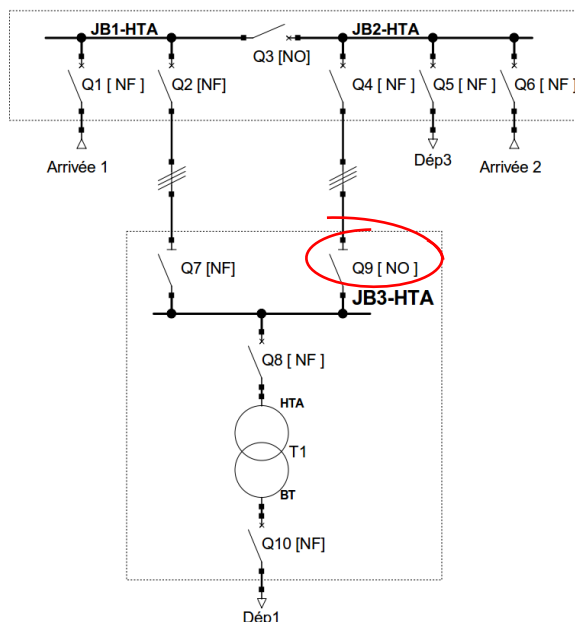 JB1-HTA
JB2-HTA
Q3 [NO]
Q1 [ NF ]
Q2 [NF]
Q4 [ NF ]
Q5 [ NF ]
Q6 [ NF ]
Arrivée 1
Dép3
Arrivée 2
Q7 [NF]
Q9 [ NO ]
JB3-HTA
Q8 [ NF ]
HTA
T1
BT
Q10 [NF]
Dép1